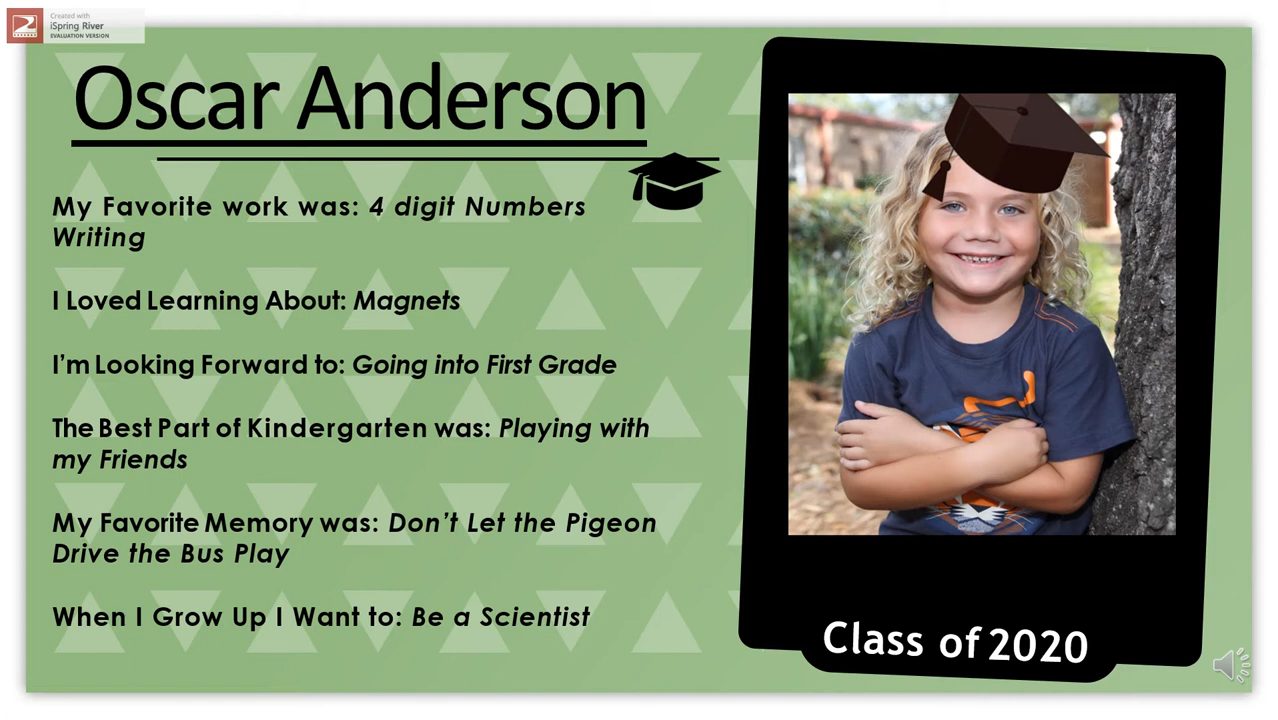 Created with
iSpring River
EVALUATION VERSION
Oscar Anderson
My Favorite work was: 4 digit Numbers
Writing
I Loved Learning About: Magnets
I'm Looking Forward to: Going into First Grade
The Best Part of Kindergarten was: Playing with
my Friends
My Favorite Memory was: Don't Let the Pigeon
Drive the Bus Play
When I Grow Up I Want to: Be a Scientist
Class of 2020